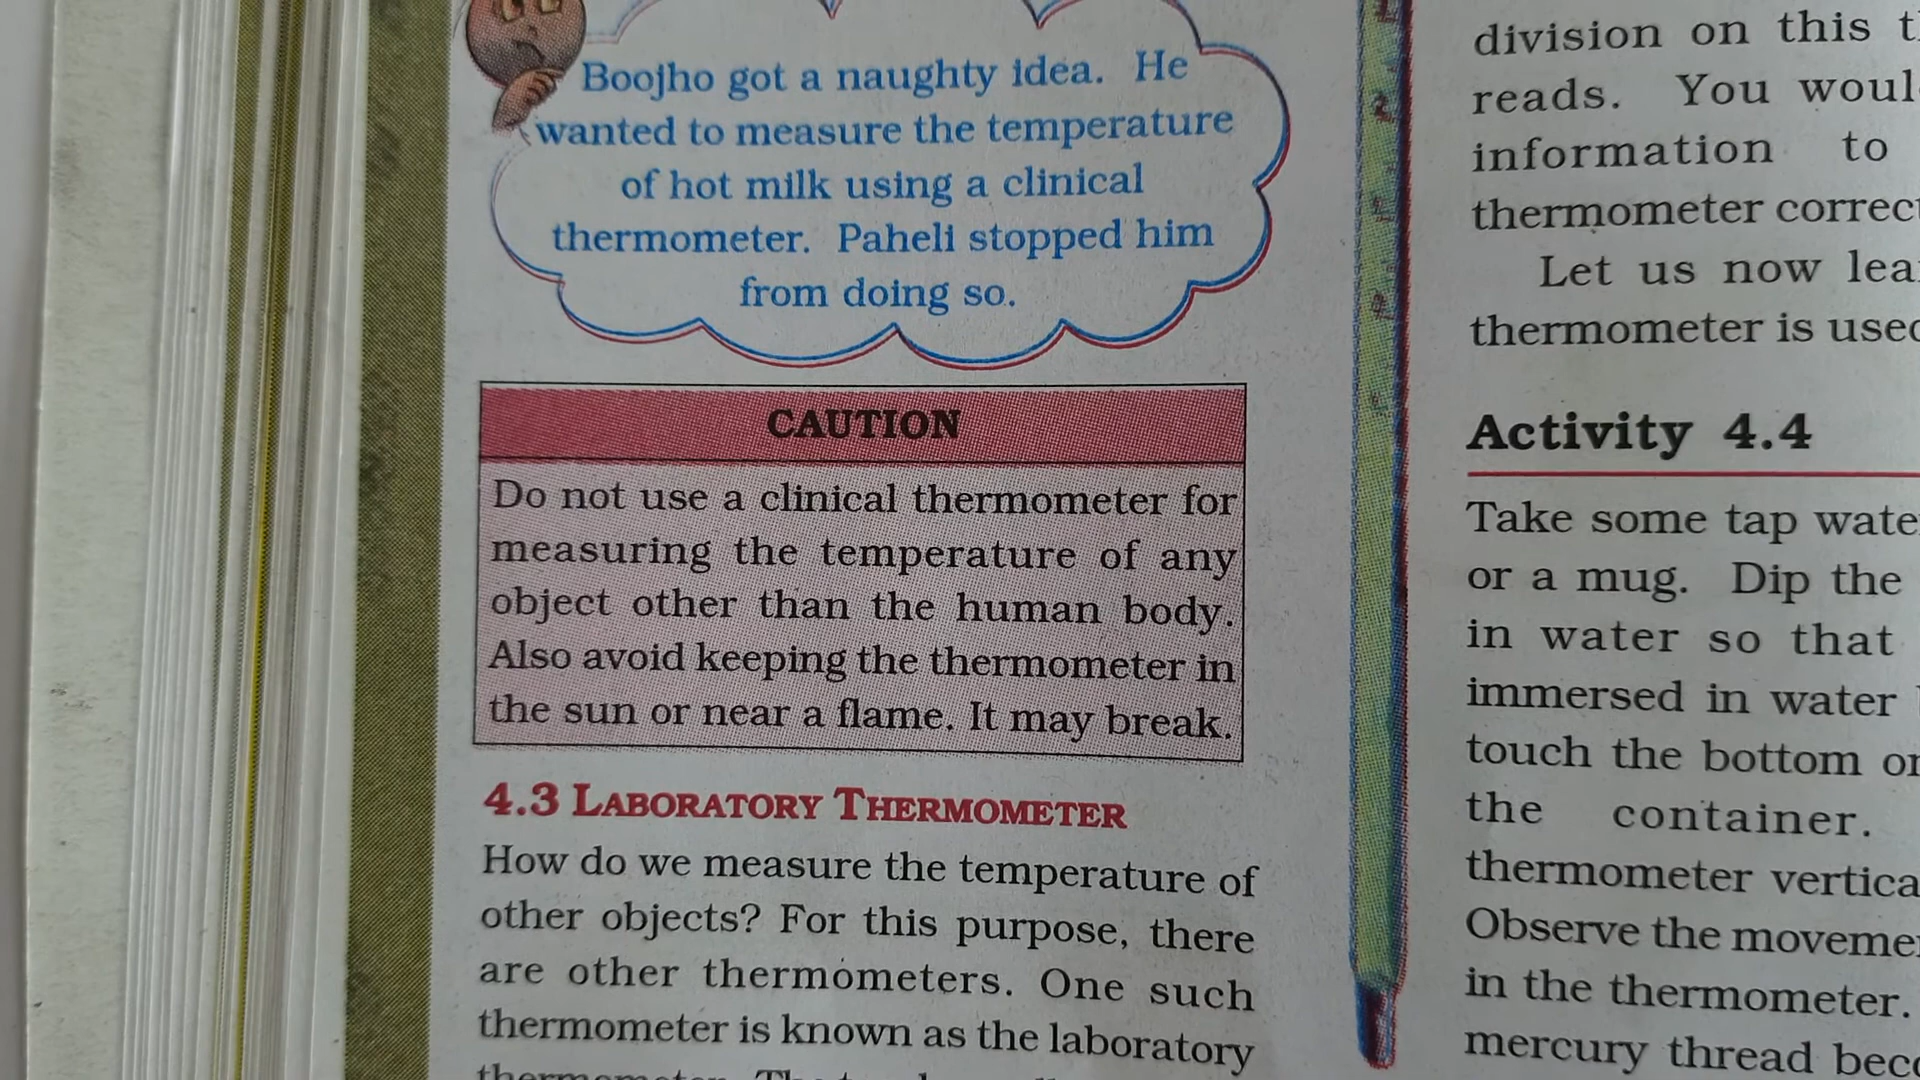 Boojho got a naughty idea. He
wanted to measure the temperature
of hot milk using a clinical
thermometer. Paheli stopped him
from doing so.
CAUTION
Do not use a clinical thermometer for
measuring the temperature of any
object other than the human body.
Also avoid keeping the thermometer in
the sun or near a flame. It may break.
4.3 LABORATORY THERMOMETER
How do we measure the temperature of
other objects? For this purpose, there
are other thermometers. One such
thermometer is known as the laboratory
division on this
reads. You
information to
thermometer
Let us now
thermometer is
Activity 4.4
Take some tap
or a mug. Dip the
in water so that
immersed in water
touch the bottom
the container.
thermometer
Observe the
in the thermometer.
mercury thread